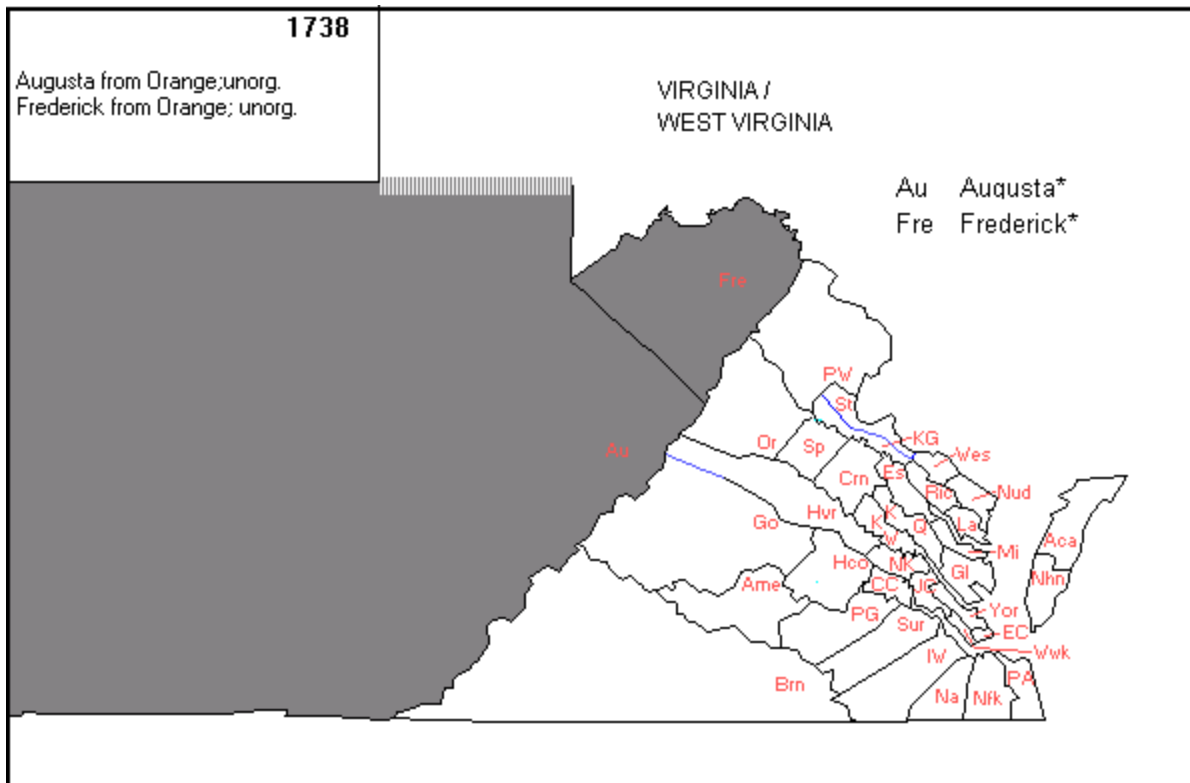 1738
Augusta from Orange;unorg.
Frederick from Orange; unorg.
VIRGINIA /
WEST VIRGINIA
Au Augusta*
Fre Frederick*
Fre
PW
St
KG
Au
Or
Sp
Wes
Es
Crn
Ric
Nud
Hvr
K
Q
La
Go
K
W
Aca
Mi
Hco
NK
Gl
Nhn
Ame
CC
JC
Yor
PG
Sur
EC
Wwk
IW
PA
Brn
Na
Nfk